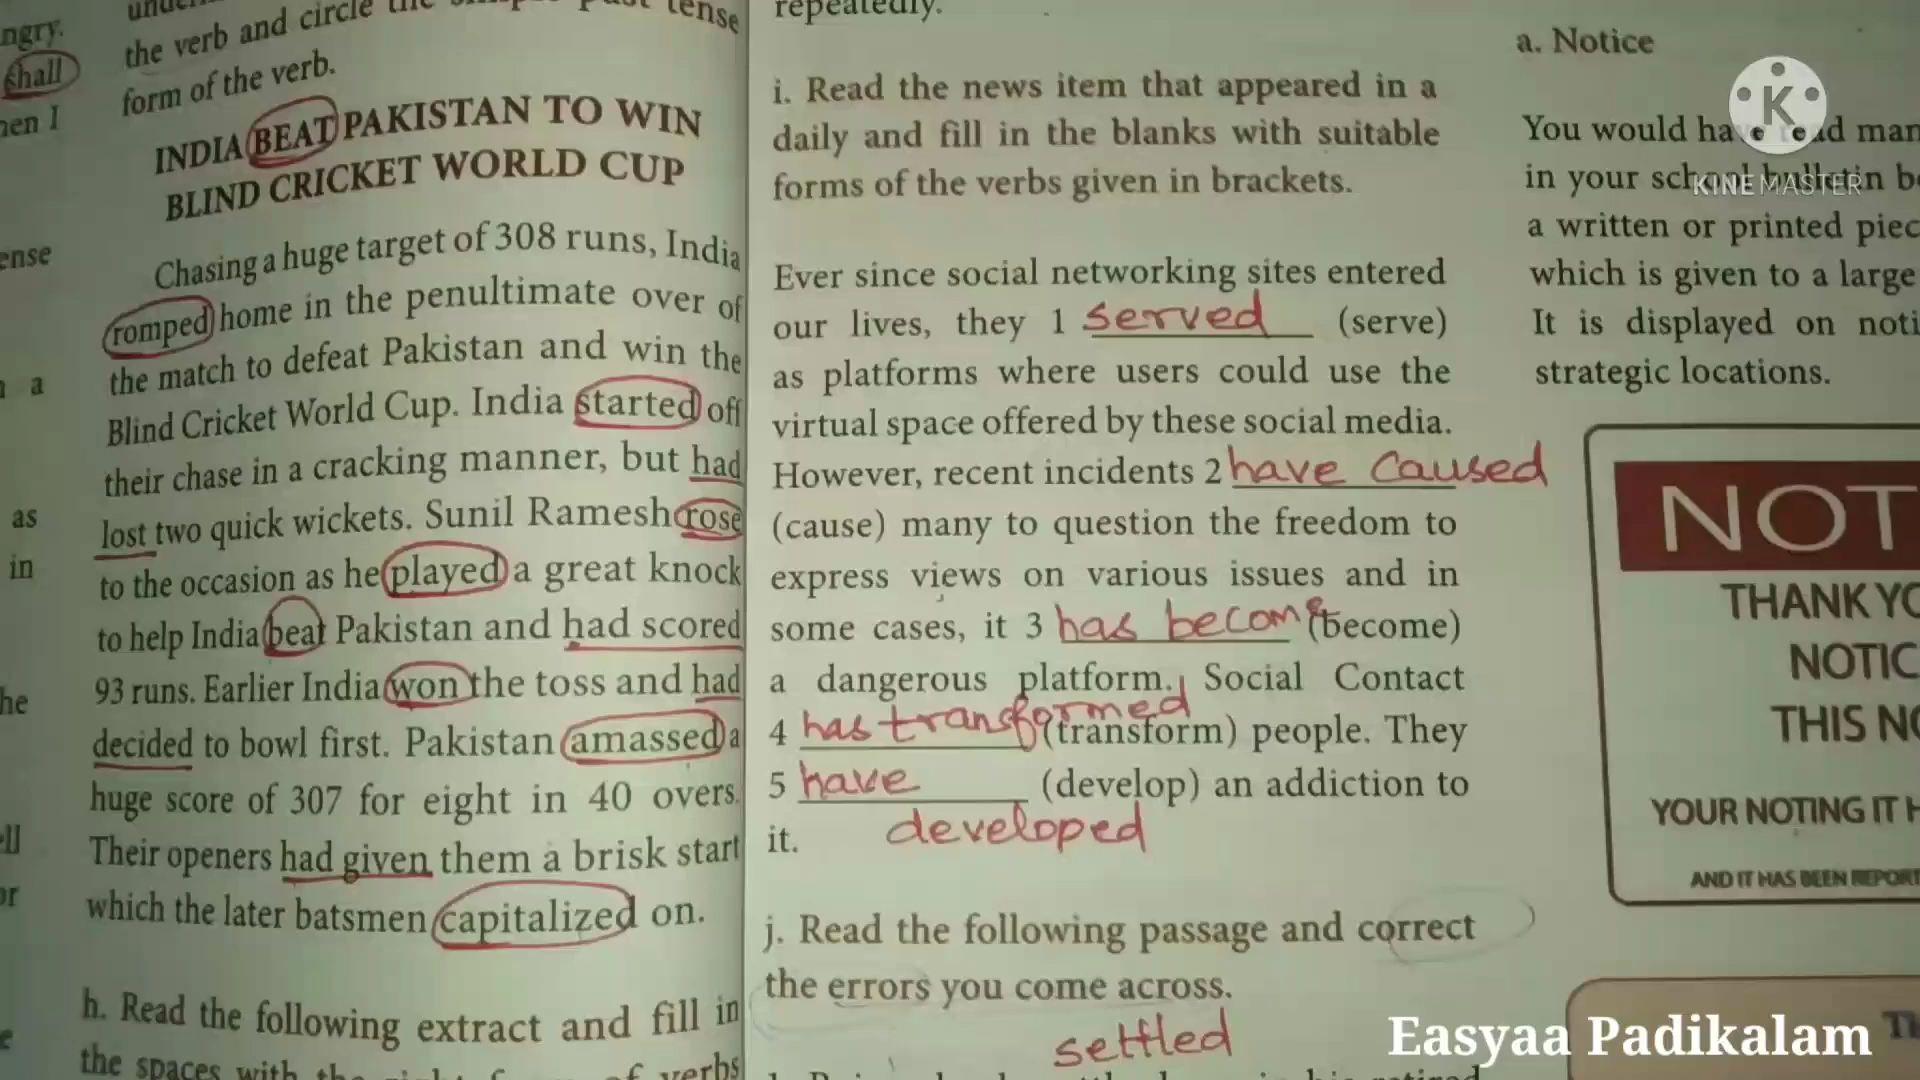 ngry.
shall
hen I
ense
a
as
in
he
the verb and circle the simple past tense
form of the verb.
INDIA BEAT PAKISTAN TO WIN
BLIND CRICKET WORLD CUP
Chasing a huge target of 308 runs, India
romped home in the penultimate over of
the match to defeat Pakistan and win the
Blind Cricket World Cup. India started off
their chase in a cracking manner, but had
lost two quick wickets. Sunil Ramesh rose
to the occasion as he played a great knock
to help India beat Pakistan and had scored
93 runs. Earlier India won the toss and had
decided to bowl first. Pakistan amassed a
huge score of 307 for eight in 40 overs.
Their openers had given them a brisk start
which the later batsmen capitalized on.
h. Read the following extract and fill in
the spaces with the of verbs
repeatedly.
i. Read the news item that appeared in a
daily and fill in the blanks with suitable
forms of the verbs given in brackets.
Ever since social networking sites entered
our lives, they 1 served (serve)
as platforms where users could use the
virtual space offered by these social media.
However, recent incidents 2 have caused
(cause) many to question the freedom to
express views on various issues and in
some cases, it 3 has become (become)
a dangerous platform. Social Contact
4 has transformed (transform) people. They
5 have (develop) an addiction to
it. developed
j. Read the following passage and correct
the errors you come across.
settled
a. Notice
You would have read man
in your school bulletin b
a written or printed piec
which is given to a large
It is displayed on noti
strategic locations.
NOT
THANK YO
NOTIC
THIS NO
YOUR NOTING IT H
AND IT HAS BEEN REPORT
K
KINEMASTER
Easyaa Padikalam